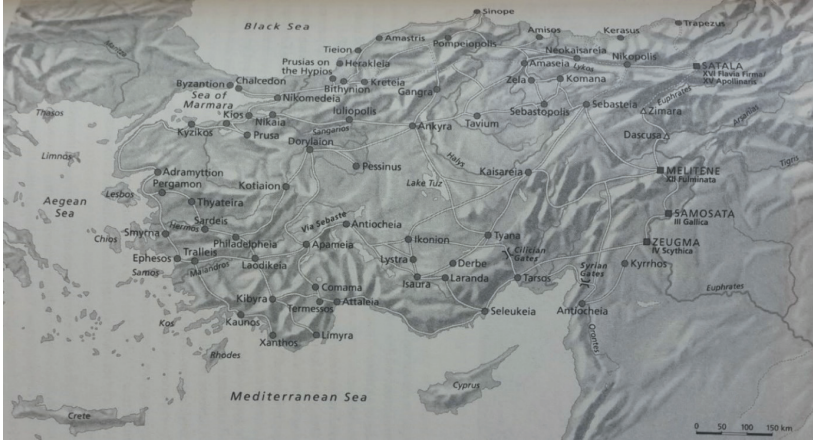 Sinope
Black Sea
Trapezus
Amastris
Amisos
Kerasus
Pompeiopolis
Tieion
Neokaisareia
Nikopolis
Prusias on
the Hypios
Herakleia
Amaseia
Lykos
SATALA
XVI Flavia Firma/
XV Apollinaris
Byzantion
Chalcedon
Kreteia
Bithynion
Gangra
Zela
Komana
Sea of
Marmara
Nikomedeia
Sebastopolis
Sebasteia
Euphrates
Zimara
Thasos
Kios
Nikaia
Iuliopolis
Kyzikos
Prusa
Sangarios
Ankyra
Tavium
Arsanias
Dascusa
Dorylaion
Limnos
Pessinus
Halys
Tigris
Adramyttion
Kaisareia
MELITENE
XII Fulminata
Pergamon
Kotiaion
Lake Tuz
Lesbos
Aegean
Sea
Thyateira
SAMOSATA
III Gallica
Sardeis
Via Sebaste
Antiocheia
Hermos
Smyrna
Chios
Philadelpheia
Apameia
Ikonion
Tyana
ZEUGMA
IV Scythica
Cilician
Gates
Ephesos
Tralleis
Laodikeia
Lystra
Derbe
Syrian
Gates
Kyrrhos
Samos
Maiandros
Isaura
Laranda
Tarsos
Comama
Euphrates
Kibyra
Termessos
Attaleia
Seleukeia
Antiocheia
Kos
Kaunos
Limyra
Xanthos
Orontes
Rhodes
Cyprus
Mediterranean Sea
Crete
0 50 100 150 km